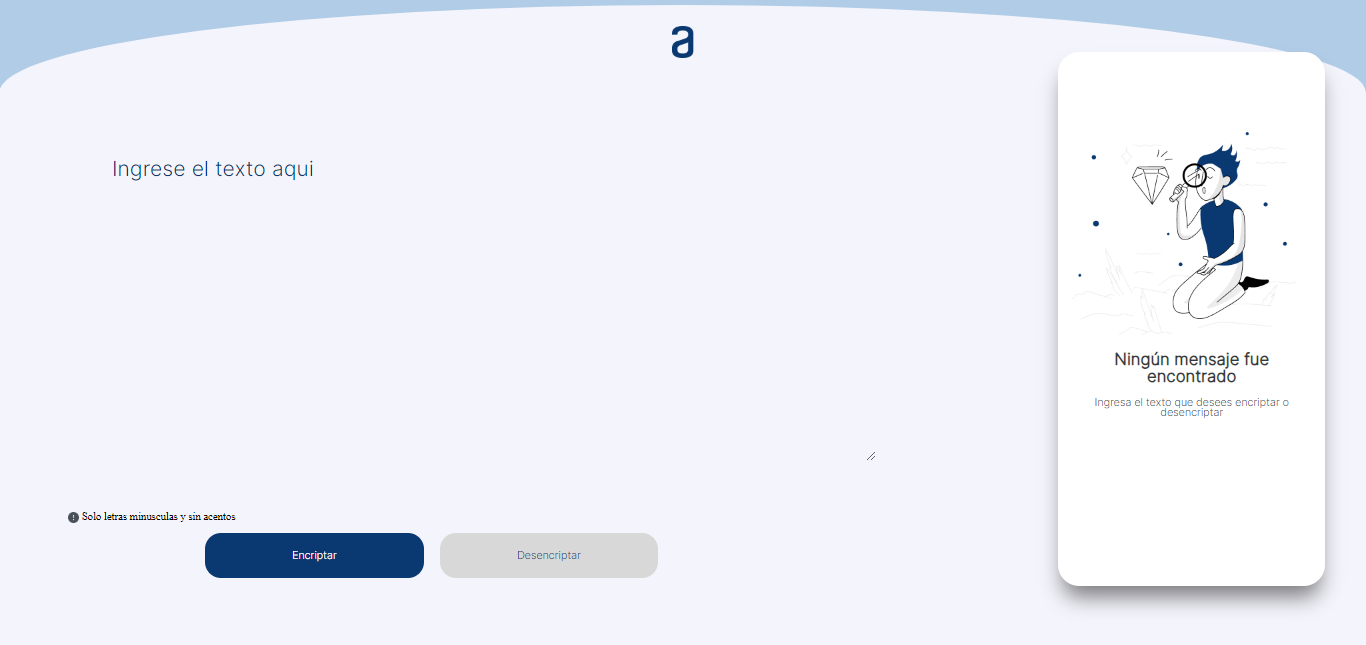 a
Ingrese el texto aqui
Ningún mensaje fue
encontrado
Ingresa el texto que desees encriptar o
desencriptar
Solo letras minusculas y sin acentos
Encriptar
Desencriptar